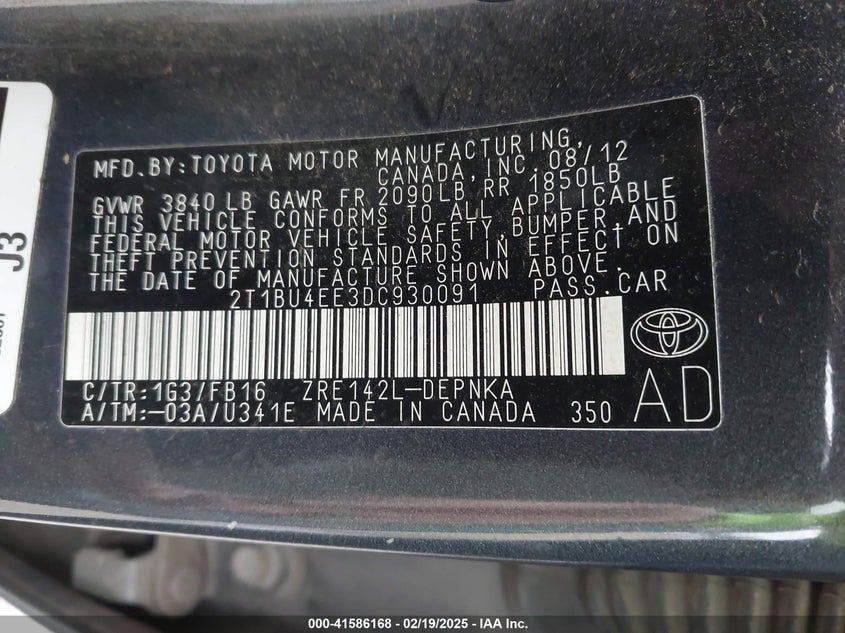 MFD.BY:TOYOTA MOTOR MANUFACTURING,
CANADA,INC. 08/12
GVWR 3840 LB GAWR FR 2090LB RR 1850LB
THIS VEHICLE CONFORMS TO ALL APPLICABLE
FEDERAL MOTOR VEHICLE SAFETY,BUMPER,AND
THEFT PREVENTION STANDARDS IN EFFECT ON
THE DATE OF MANUFACTURE SHOWN ABOVE.
2T1BU4EE3DC930091 PASS.CAR
C/TR:1G3/FB16 ZRE142L-DEPNKA
A/TM:-03A/U341E MADE IN CANADA 350
AD
J3
000-41586168 - 02/19/2025 - IAA Inc.